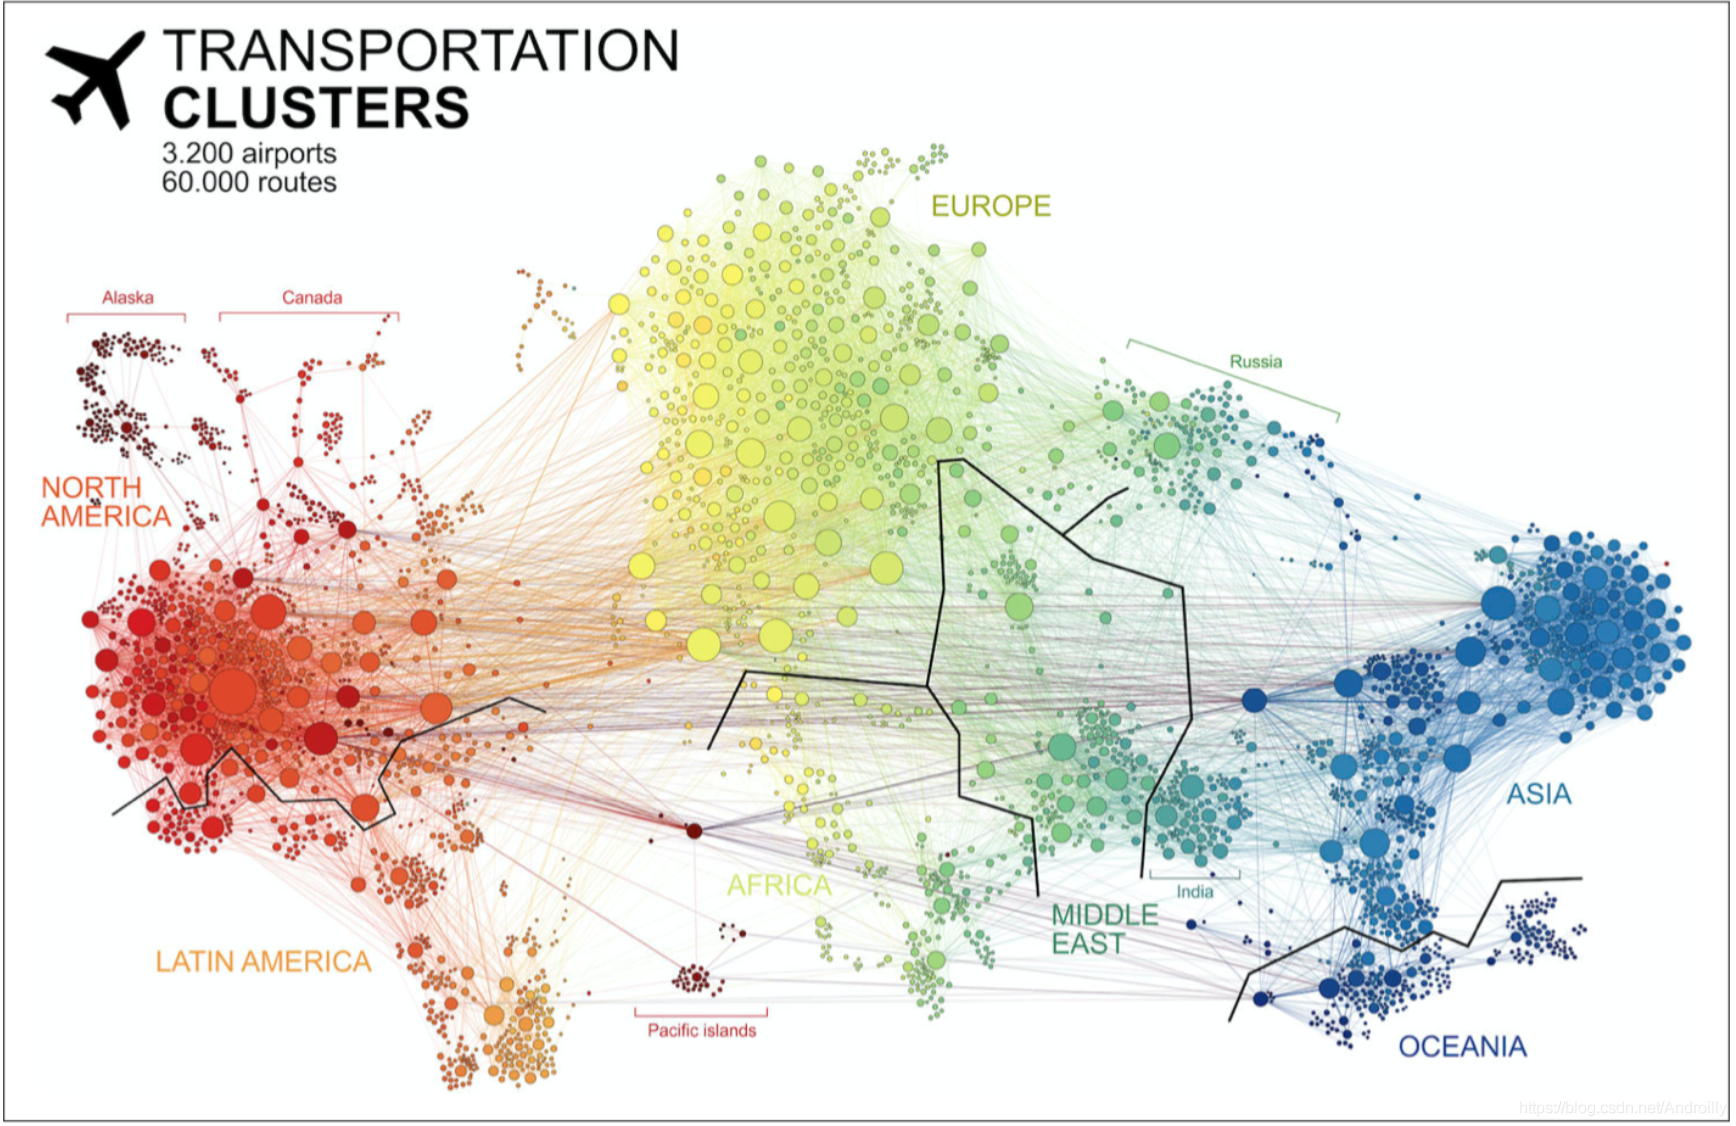 TRANSPORTATION
CLUSTERS
3.200 airports
60.000 routes
EUROPE
Alaska
Canada
Russia
NORTH
AMERICA
ASIA
AFRICA
India
MIDDLE
EAST
LATIN AMERICA
Pacific islands
OCEANIA
https://blog.csdn.net/Androilly